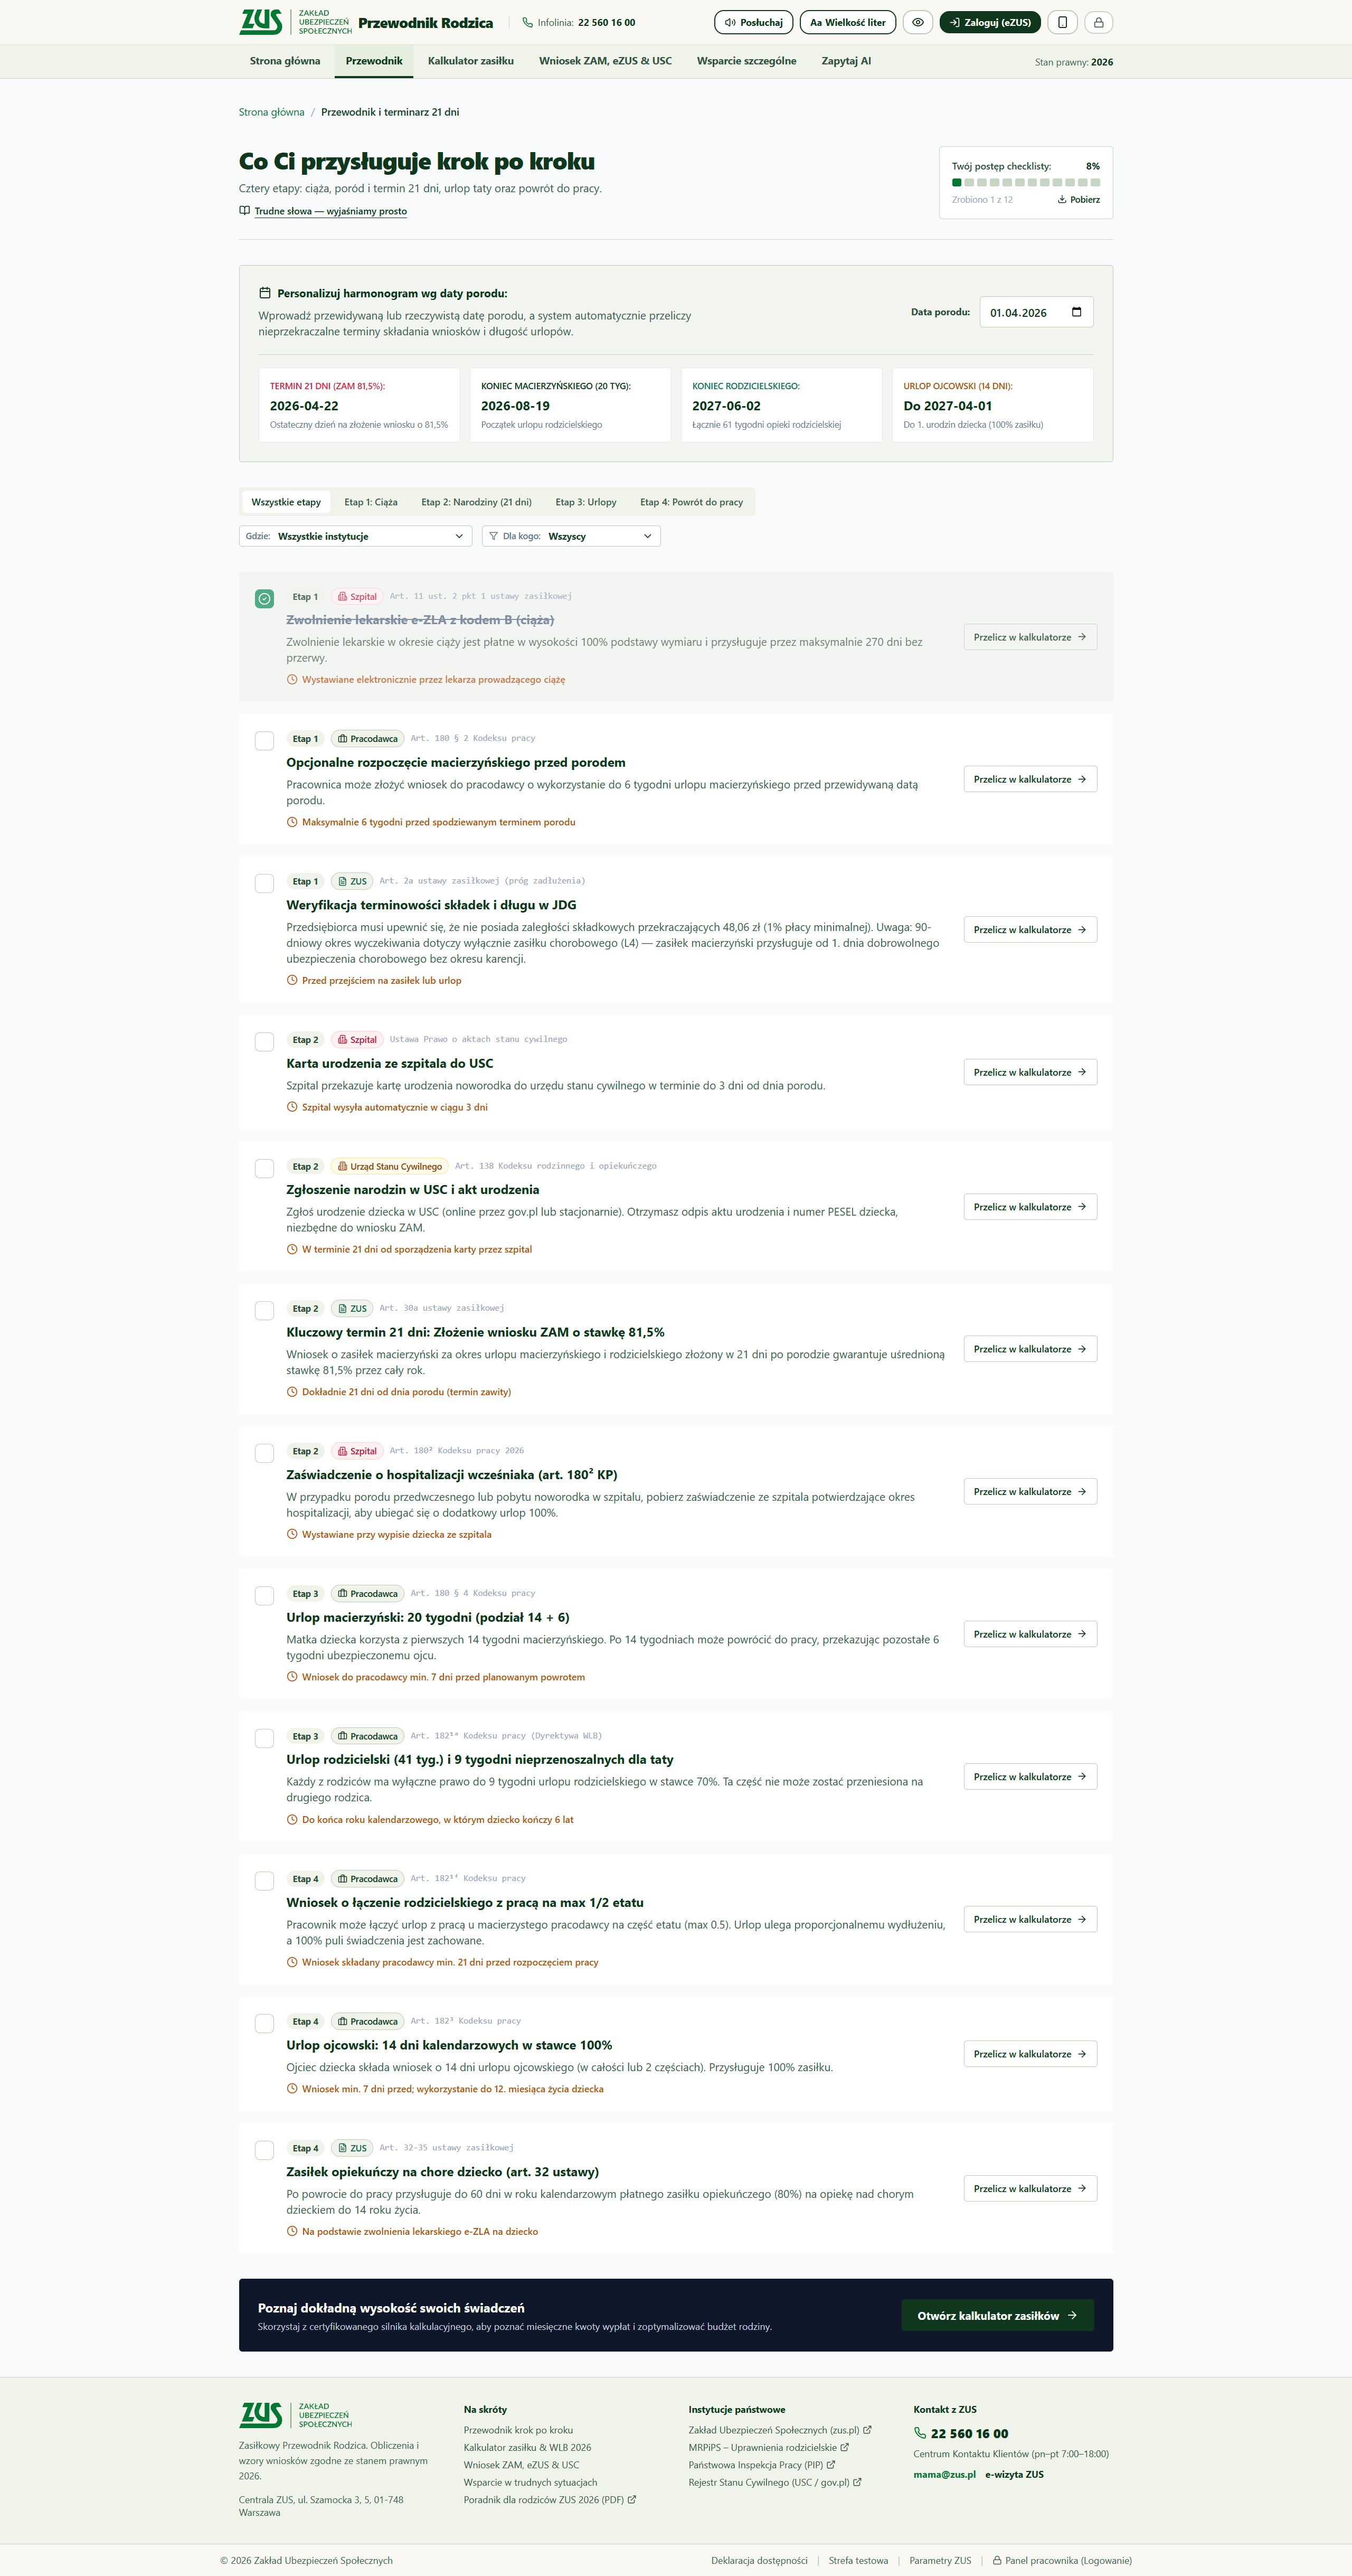 ZUS ZAKŁAD UBEZPIECZEŃ SPOŁECZNYCH Przewodnik Rodzica Infolinia: 22 560 16 00 Posłuchaj Aa Wielkość liter Zaloguj (eZUS)
Strona główna Przewodnik Kalkulator zasiłku Wniosek ZAM, eZUS & USC Wsparcie szczególne Zapytaj AI Stan prawny: 2026
Strona główna / Przewodnik i terminarz 21 dni
Co Ci przysługuje krok po kroku
Cztery etapy: ciąża, poród i termin 21 dni, urlop taty oraz powrót do pracy.
Trudne słowa — wyjaśniamy prosto
Twój postęp checklisty: 8%
Zrobiono 1 z 12 Pobierz
Personalizuj harmonogram wg daty porodu:
Wprowadź przewidywaną lub rzeczywistą datę porodu, a system automatycznie przeliczy
nieprzekraczalne terminy składania wniosków i długość urlopów.
Data porodu: 01.04.2026
TERMIN 21 DNI (ZAM 81,5%):
2026-04-22
Ostateczny dzień na złożenie wniosku o 81,5%
KONIEC MACIERZYŃSKIEGO (20 TYG):
2026-08-19
Początek urlopu rodzicielskiego
KONIEC RODZICIELSKIEGO:
2027-06-02
Łącznie 61 tygodni opieki rodzicielskiej
URLOP OJCOWSKI (14 DNI):
Do 2027-04-01
Do 1. urodzin dziecka (100% zasiłku)
Wszystkie etapy Etap 1: Ciąża Etap 2: Narodziny (21 dni) Etap 3: Urlopy Etap 4: Powrót do pracy
Gdzie: Wszystkie instytucje Dla kogo: Wszyscy
Etap 1 Szpital Art. 11 ust. 2 pkt 1 ustawy zasiłkowej
Zwolnienie lekarskie e-ZLA z kodem B (ciąża)
Zwolnienie lekarskie w okresie ciąży jest płatne w wysokości 100% podstawy wymiaru i przysługuje przez maksymalnie 270 dni bez
przerwy.
Wystawiane elektronicznie przez lekarza prowadzącego ciążę
Przelicz w kalkulatorze
Etap 1 Pracodawca Art. 180 § 2 Kodeksu pracy
Opcjonalne rozpoczęcie macierzyńskiego przed porodem
Pracownica może złożyć wniosek do pracodawcy o wykorzystanie do 6 tygodni urlopu macierzyńskiego przed przewidywaną datą
porodu.
Maksymalnie 6 tygodni przed spodziewanym terminem porodu
Przelicz w kalkulatorze
Etap 1 ZUS Art. 2a ustawy zasiłkowej (próg zadłużenia)
Weryfikacja terminowości składek i długu w JDG
Przedsiębiorca musi upewnić się, że nie posiada zaległości składkowych przekraczających 48,06 zł (1% płacy minimalnej). Uwaga: 90-
dniowy okres wyczekiwania dotyczy wyłącznie zasiłku chorobowego (L4) — zasiłek macierzyński przysługuje od 1. dnia dobrowolnego
ubezpieczenia chorobowego bez okresu karencji.
Przed przejściem na zasiłek lub urlop
Przelicz w kalkulatorze
Etap 2 Szpital Ustawa Prawo o aktach stanu cywilnego
Karta urodzenia ze szpitala do USC
Szpital przekazuje kartę urodzenia noworodka do urzędu stanu cywilnego w terminie do 3 dni od dnia porodu.
Szpital wysyła automatycznie w ciągu 3 dni
Przelicz w kalkulatorze
Etap 2 Urząd Stanu Cywilnego Art. 138 Kodeksu rodzinnego i opiekuńczego
Zgłoszenie narodzin w USC i akt urodzenia
Zgłoś urodzenie dziecka w USC (online przez gov.pl lub stacjonarnie). Otrzymasz odpis aktu urodzenia i numer PESEL dziecka,
niezbędne do wniosku ZAM.
W terminie 21 dni od sporządzenia karty przez szpital
Przelicz w kalkulatorze
Etap 2 ZUS Art. 30a ustawy zasiłkowej
Kluczowy termin 21 dni: Złożenie wniosku ZAM o stawkę 81,5%
Wniosek o zasiłek macierzyński za okres urlopu macierzyńskiego i rodzicielskiego złożony w 21 dni po porodzie gwarantuje uśrednioną
stawkę 81,5% przez cały rok.
Dokładnie 21 dni od dnia porodu (termin zawity)
Przelicz w kalkulatorze
Etap 2 Szpital Art. 180² Kodeksu pracy 2026
Zaświadczenie o hospitalizacji wcześniaka (art. 180² KP)
W przypadku porodu przedwczesnego lub pobytu noworodka w szpitalu, pobierz zaświadczenie ze szpitala potwierdzające okres
hospitalizacji, aby ubiegać się o dodatkowy urlop 100%.
Wystawiane przy wypisie dziecka ze szpitala
Przelicz w kalkulatorze
Etap 3 Pracodawca Art. 180 § 4 Kodeksu pracy
Urlop macierzyński: 20 tygodni (podział 14 + 6)
Matka dziecka korzysta z pierwszych 14 tygodni macierzyńskiego. Po 14 tygodniach może powrócić do pracy, przekazując pozostałe 6
tygodni ubezpieczonemu ojcu.
Wniosek do pracodawcy min. 7 dni przed planowanym powrotem
Przelicz w kalkulatorze
Etap 3 Pracodawca Art. 182¹ᵃ Kodeksu pracy (Dyrektywa WLB)
Urlop rodzicielski (41 tyg.) i 9 tygodni nieprzenoszalnych dla taty
Każdy z rodziców ma wyłączne prawo do 9 tygodni urlopu rodzicielskiego w stawce 70%. Ta część nie może zostać przeniesiona na
drugiego rodzica.
Do końca roku kalendarzowego, w którym dziecko kończy 6 lat
Przelicz w kalkulatorze
Etap 4 Pracodawca Kodeksu pracy
Wniosek o łączenie rodzicielskiego z pracą na max 1/2 etatu
Pracownik może łączyć urlop z pracą u macierzystego pracodawcy na część etatu (max 0.5). Urlop ulega proporcjonalnemu wydłużeniu,
a 100% puli świadczenia jest zachowane.
Wniosek składany pracodawcy min. 21 dni przed rozpoczęciem pracy
Przelicz w kalkulatorze
Etap 4 Pracodawca Art. 182³ Kodeksu pracy
Urlop ojcowski: 14 dni kalendarzowych w stawce 100%
Ojciec dziecka składa wniosek o 14 dni urlopu ojcowskiego (w całości lub 2 częściach). Przysługuje 100% zasiłku.
Wniosek min. 7 dni przed; wykorzystanie do 12. miesiąca życia dziecka
Przelicz w kalkulatorze
Etap 4 ZUS Art. 32-35 ustawy zasiłkowej
Zasiłek opiekuńczy na chore dziecko (art. 32 ustawy)
Po powrocie do pracy przysługuje do 60 dni w roku kalendarzowym płatnego zasiłku opiekuńczego (80%) na opiekę nad chorym
dzieckiem do 14 roku życia.
Na podstawie zwolnienia lekarskiego e-ZLA na dziecko
Przelicz w kalkulatorze
Poznaj dokładną wysokość swoich świadczeń
Skorzystaj z certyfikowanego silnika kalkulacyjnego, aby poznać miesięczne kwoty wypłat i zoptymalizować budżet rodziny.
Otwórz kalkulator zasiłków
ZUS ZAKŁAD UBEZPIECZEŃ SPOŁECZNYCH
Zasiłkowy Przewodnik Rodzica. Obliczenia i
wzory wniosków zgodne ze stanem prawnym
2026.
Centrala ZUS, ul. Szamocka 3, 5, 01-748
Warszawa
Na skróty
Przewodnik krok po kroku
Kalkulator zasiłku & WLB 2026
Wniosek ZAM, eZUS & USC
Wsparcie w trudnych sytuacjach
Poradnik dla rodziców ZUS 2026 (PDF)
Instytucje państwowe
Zakład Ubezpieczeń Społecznych (zus.pl)
MRPiPS – Uprawnienia rodzicielskie
Państwowa Inspekcja Pracy (PIP)
Rejestr Stanu Cywilnego (USC / gov.pl)
Kontakt z ZUS
22 560 16 00
Centrum Kontaktu Klientów (pn–pt 7:00–18:00)
mama@zus.pl e-wizyta ZUS
© 2026 Zakład Ubezpieczeń Społecznych Deklaracja dostępności | Strefa testowa | Parametry ZUS | Panel pracownika (Logowanie)